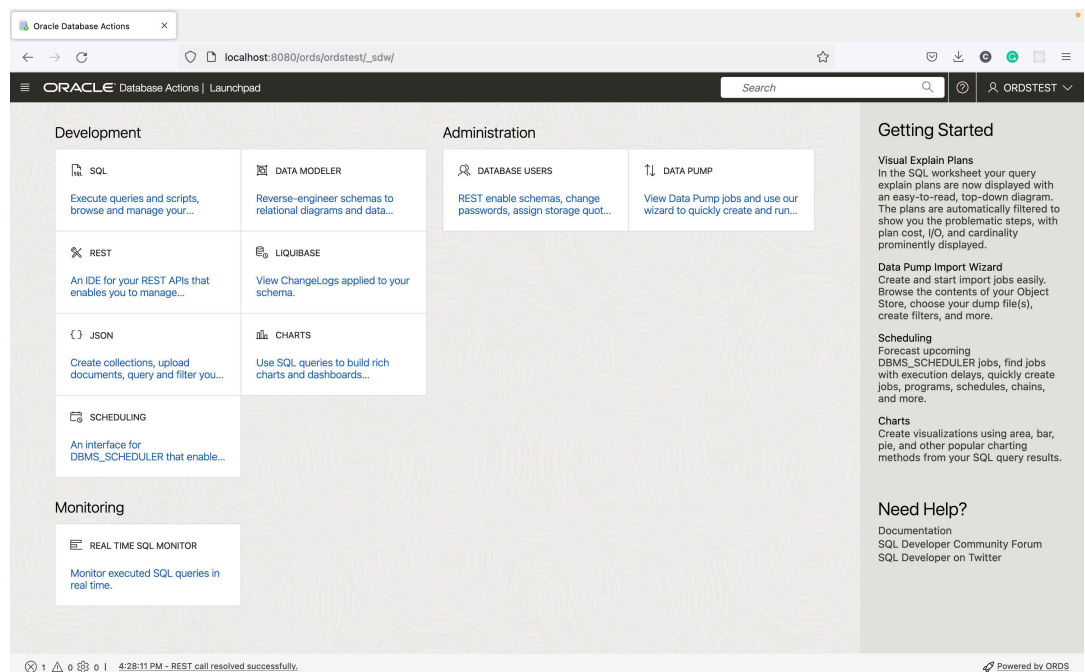 Oracle Database Actions
localhost:8080/ords/ordstest/_sdw/
ORACLE Database Actions | Launchpad
Search
ORDSTEST
Development
SQL
Execute queries and scripts,
browse and manage your...
DATA MODELER
Reverse-engineer schemas to
relational diagrams and data...
REST
An IDE for your REST APIs that
enables you to manage...
LIQUIBASE
View ChangeLogs applied to your
schema.
{ } JSON
Create collections, upload
documents, query and filter you...
CHARTS
Use SQL queries to build rich
charts and dashboards...
SCHEDULING
An interface for
DBMS_SCHEDULER that enable...
Monitoring
REAL TIME SQL MONITOR
Monitor executed SQL queries in
real time.
Administration
DATABASE USERS
REST enable schemas, change
passwords, assign storage quot...
DATA PUMP
View Data Pump jobs and use our
wizard to quickly create and run...
Getting Started
Visual Explain Plans
In the SQL worksheet your query
explain plans are now displayed with
an easy-to-read, top-down diagram.
The plans are automatically filtered to
show you the problematic steps, with
plan cost, I/O, and cardinality
prominently displayed.
Data Pump Import Wizard
Create and start import jobs easily.
Browse the contents of your Object
Store, choose your dump file(s),
create filters, and more.
Scheduling
Forecast upcoming
DBMS_SCHEDULER jobs, find jobs
with execution delays, quickly create
jobs, programs, schedules, chains,
and more.
Charts
Create visualizations using area, bar,
pie, and other popular charting
methods from your SQL query results.
Need Help?
Documentation
SQL Developer Community Forum
SQL Developer on Twitter
1 0 0 | 4:28:11 PM - REST call resolved successfully.
Powered by ORDS